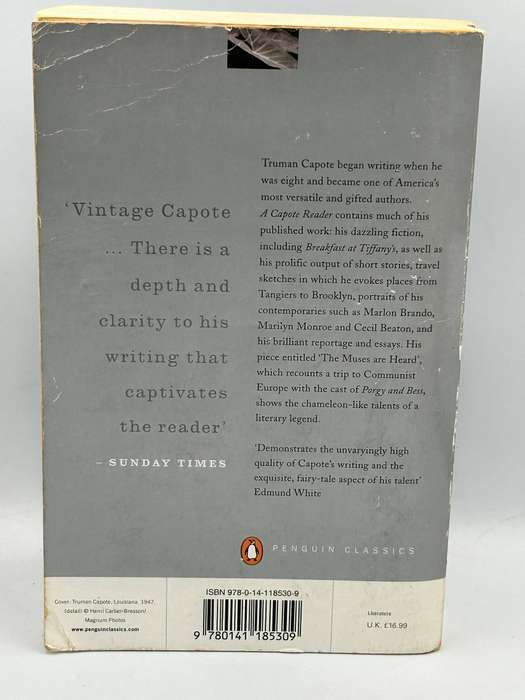 'Vintage Capote
... There is a
depth and
clarity to his
writing that
captivates
the reader'
– SUNDAY TIMES
Truman Capote began writing when he
was eight and became one of America's
most versatile and gifted authors.
A Capote Reader contains much of his
published work: his dazzling fiction,
including Breakfast at Tiffany's, as well as
his prolific output of short stories, travel
sketches in which he evokes places from
Tangiers to Brooklyn, portraits of his
contemporaries such as Marlon Brando,
Marilyn Monroe and Cecil Beaton, and
his brilliant reportage and essays. His
piece entitled 'The Muses are Heard',
which recounts a trip to Communist
Europe with the cast of Porgy and Bess,
shows the chameleon-like talents of a
literary legend.
'Demonstrates the unvaryingly high
quality of Capote's writing and the
exquisite, fairy-tale aspect of his talent'
Edmund White
PENGUIN CLASSICS
Cover: Truman Capote, Louisiana, 1947,
(detail) © Henri Cartier-Bresson/
Magnum Photos
www.penguinclassics.com
ISBN 978-0-14-118530-9
9 780141 185309
Literature
U.K. £16.99